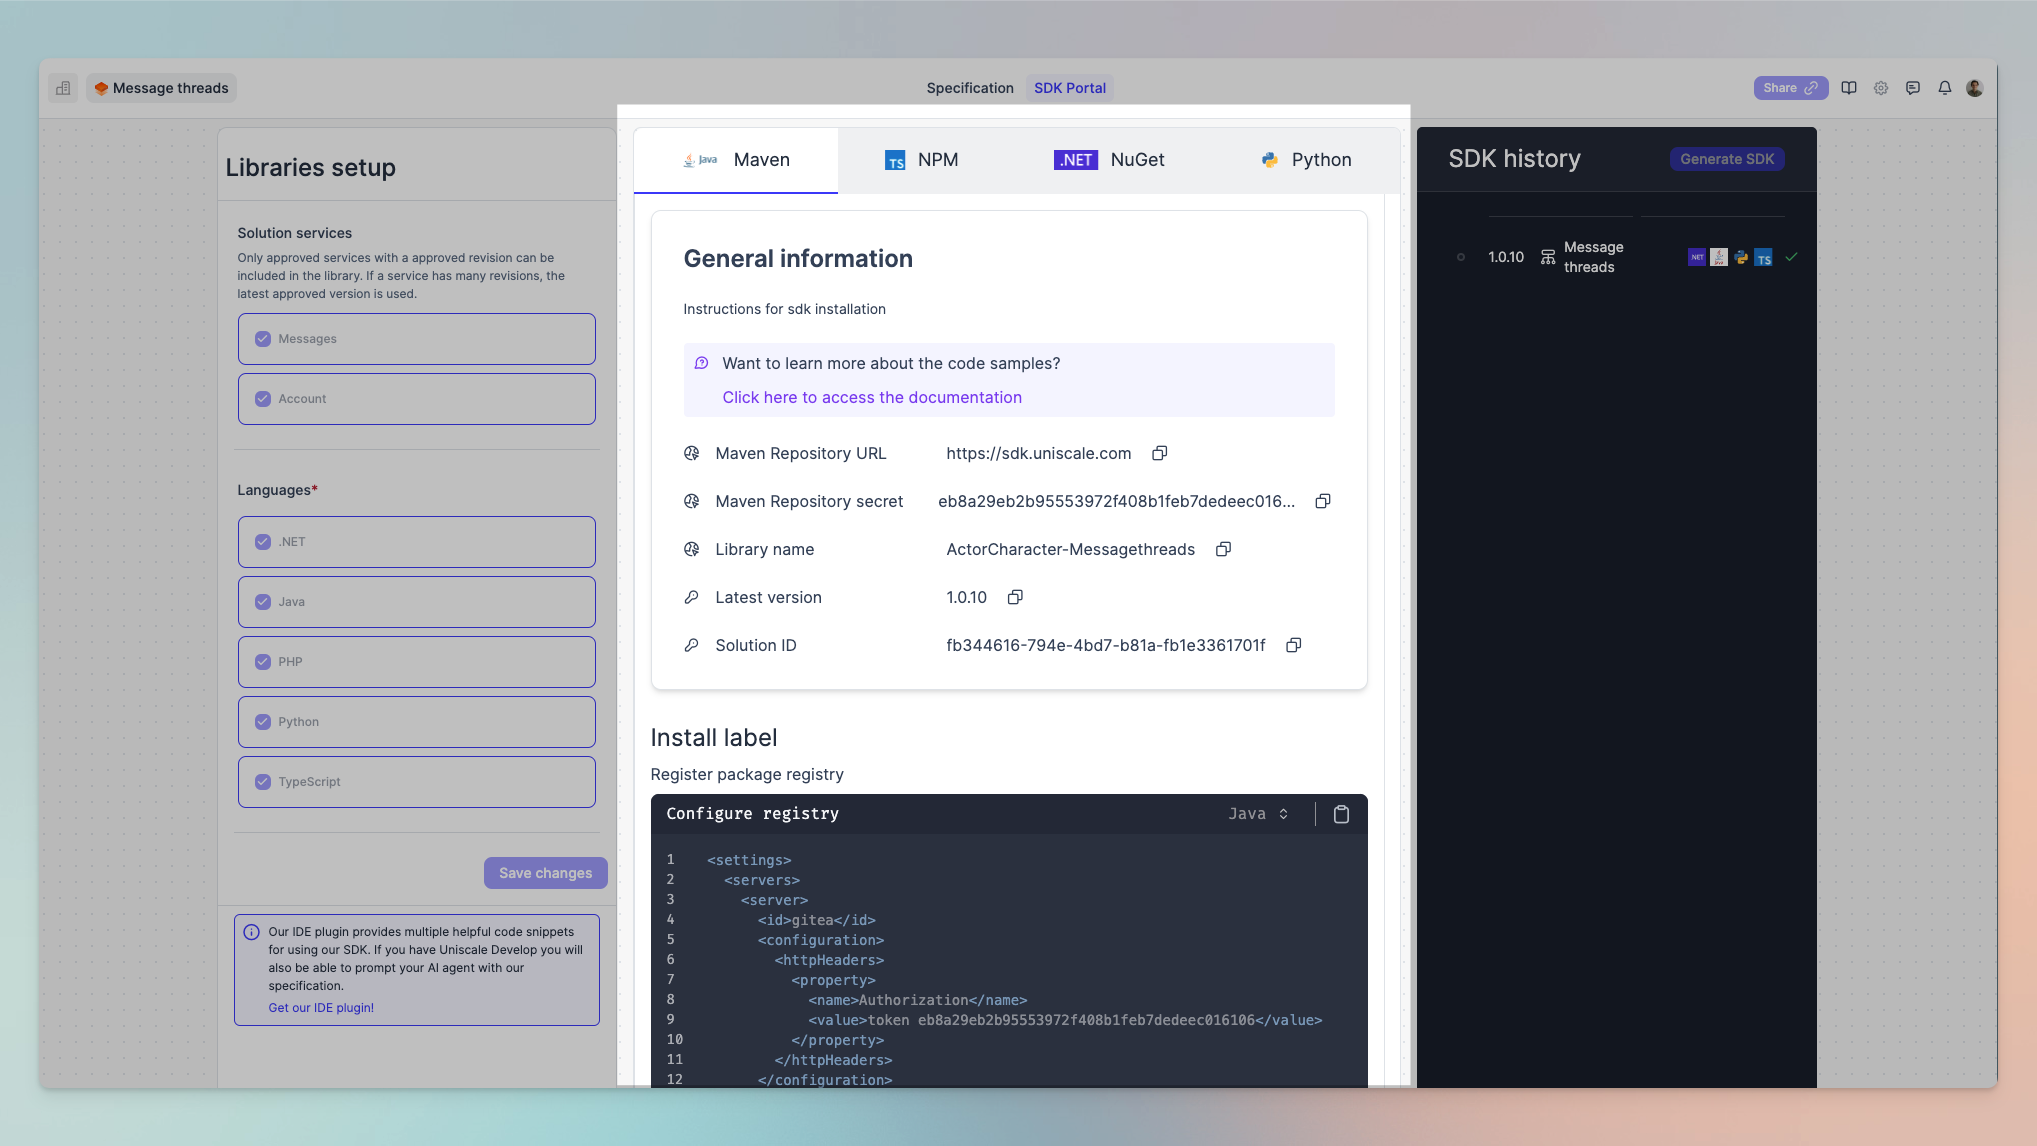 Message threads
Specification
SDK Portal
Share
Libraries setup
Solution services
Only approved services with a approved revision can be
included in the library. If a service has many revisions, the
latest approved version is used.
Messages
Account
Languages*
.NET
Java
PHP
Python
TypeScript
Save changes
Our IDE plugin provides multiple helpful code snippets
for using our SDK. If you have Uniscale Develop you will
also be able to prompt your AI agent with our
specification.
Get our IDE plugin!
Java Maven
TS NPM
.NET NuGet
Python
General information
Instructions for sdk installation
Want to learn more about the code samples?
Click here to access the documentation
Maven Repository URL https://sdk.uniscale.com
Maven Repository secret eb8a29eb2b95553972f408b1feb7dedeec016...
Library name ActorCharacter-Messagethreads
Latest version 1.0.10
Solution ID fb344616-794e-4bd7-b81a-fb1e3361701f
Install label
Register package registry
Configure registry Java
1 <settings>
2 <servers>
3 <server>
4 <id>gitea</id>
5 <configuration>
6 <httpHeaders>
7 <property>
8 <name>Authorization</name>
9 <value>token eb8a29eb2b95553972f408b1feb7dedeec016106</value>
10 </property>
11 </httpHeaders>
12 </configuration>
SDK history
Generate SDK
1.0.10 Message threads
.NET Java TS